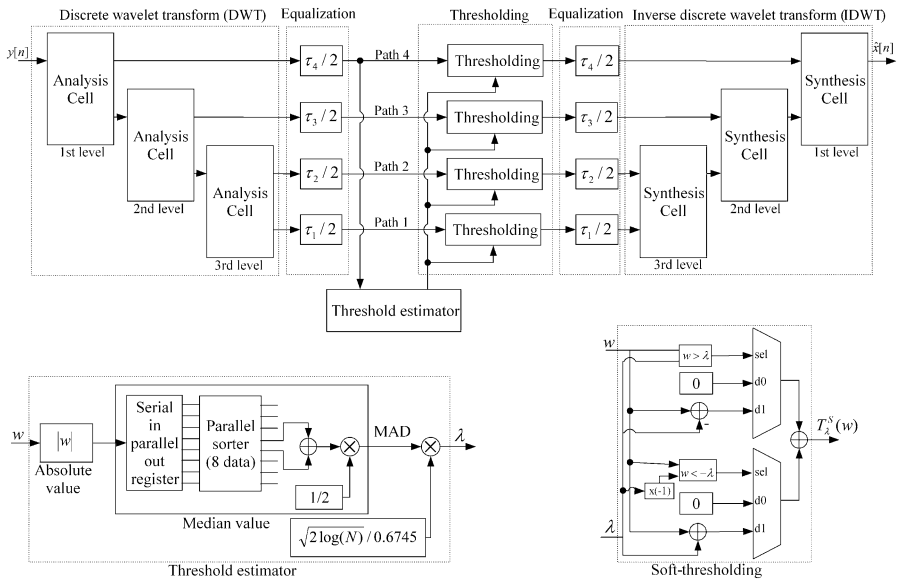 Discrete wavelet transform (DWT)
Equalization
Thresholding
Equalization
Inverse discrete wavelet transform (IDWT)
y[n]
Analysis
Cell
1st level
Analysis
Cell
2nd level
Analysis
Cell
3rd level
τ₄ / 2
τ₃ / 2
τ₂ / 2
τ₁ / 2
Path 4
Path 3
Path 2
Path 1
Thresholding
Thresholding
Thresholding
Thresholding
τ₄ / 2
τ₃ / 2
τ₂ / 2
τ₁ / 2
Synthesis
Cell
3rd level
Synthesis
Cell
2nd level
Synthesis
Cell
1st level
x̂[n]
Threshold estimator
w
|w|
Absolute
value
Serial
in
parallel
out
register
Parallel
sorter
(8 data)
1/2
Median value
MAD
λ
√2 log(N) / 0.6745
Threshold estimator
w
w > λ
sel
0
d0
d1
-
w < −λ
x(-1)
sel
0
d0
d1
λ
T_λ^S(w)
Soft-thresholding